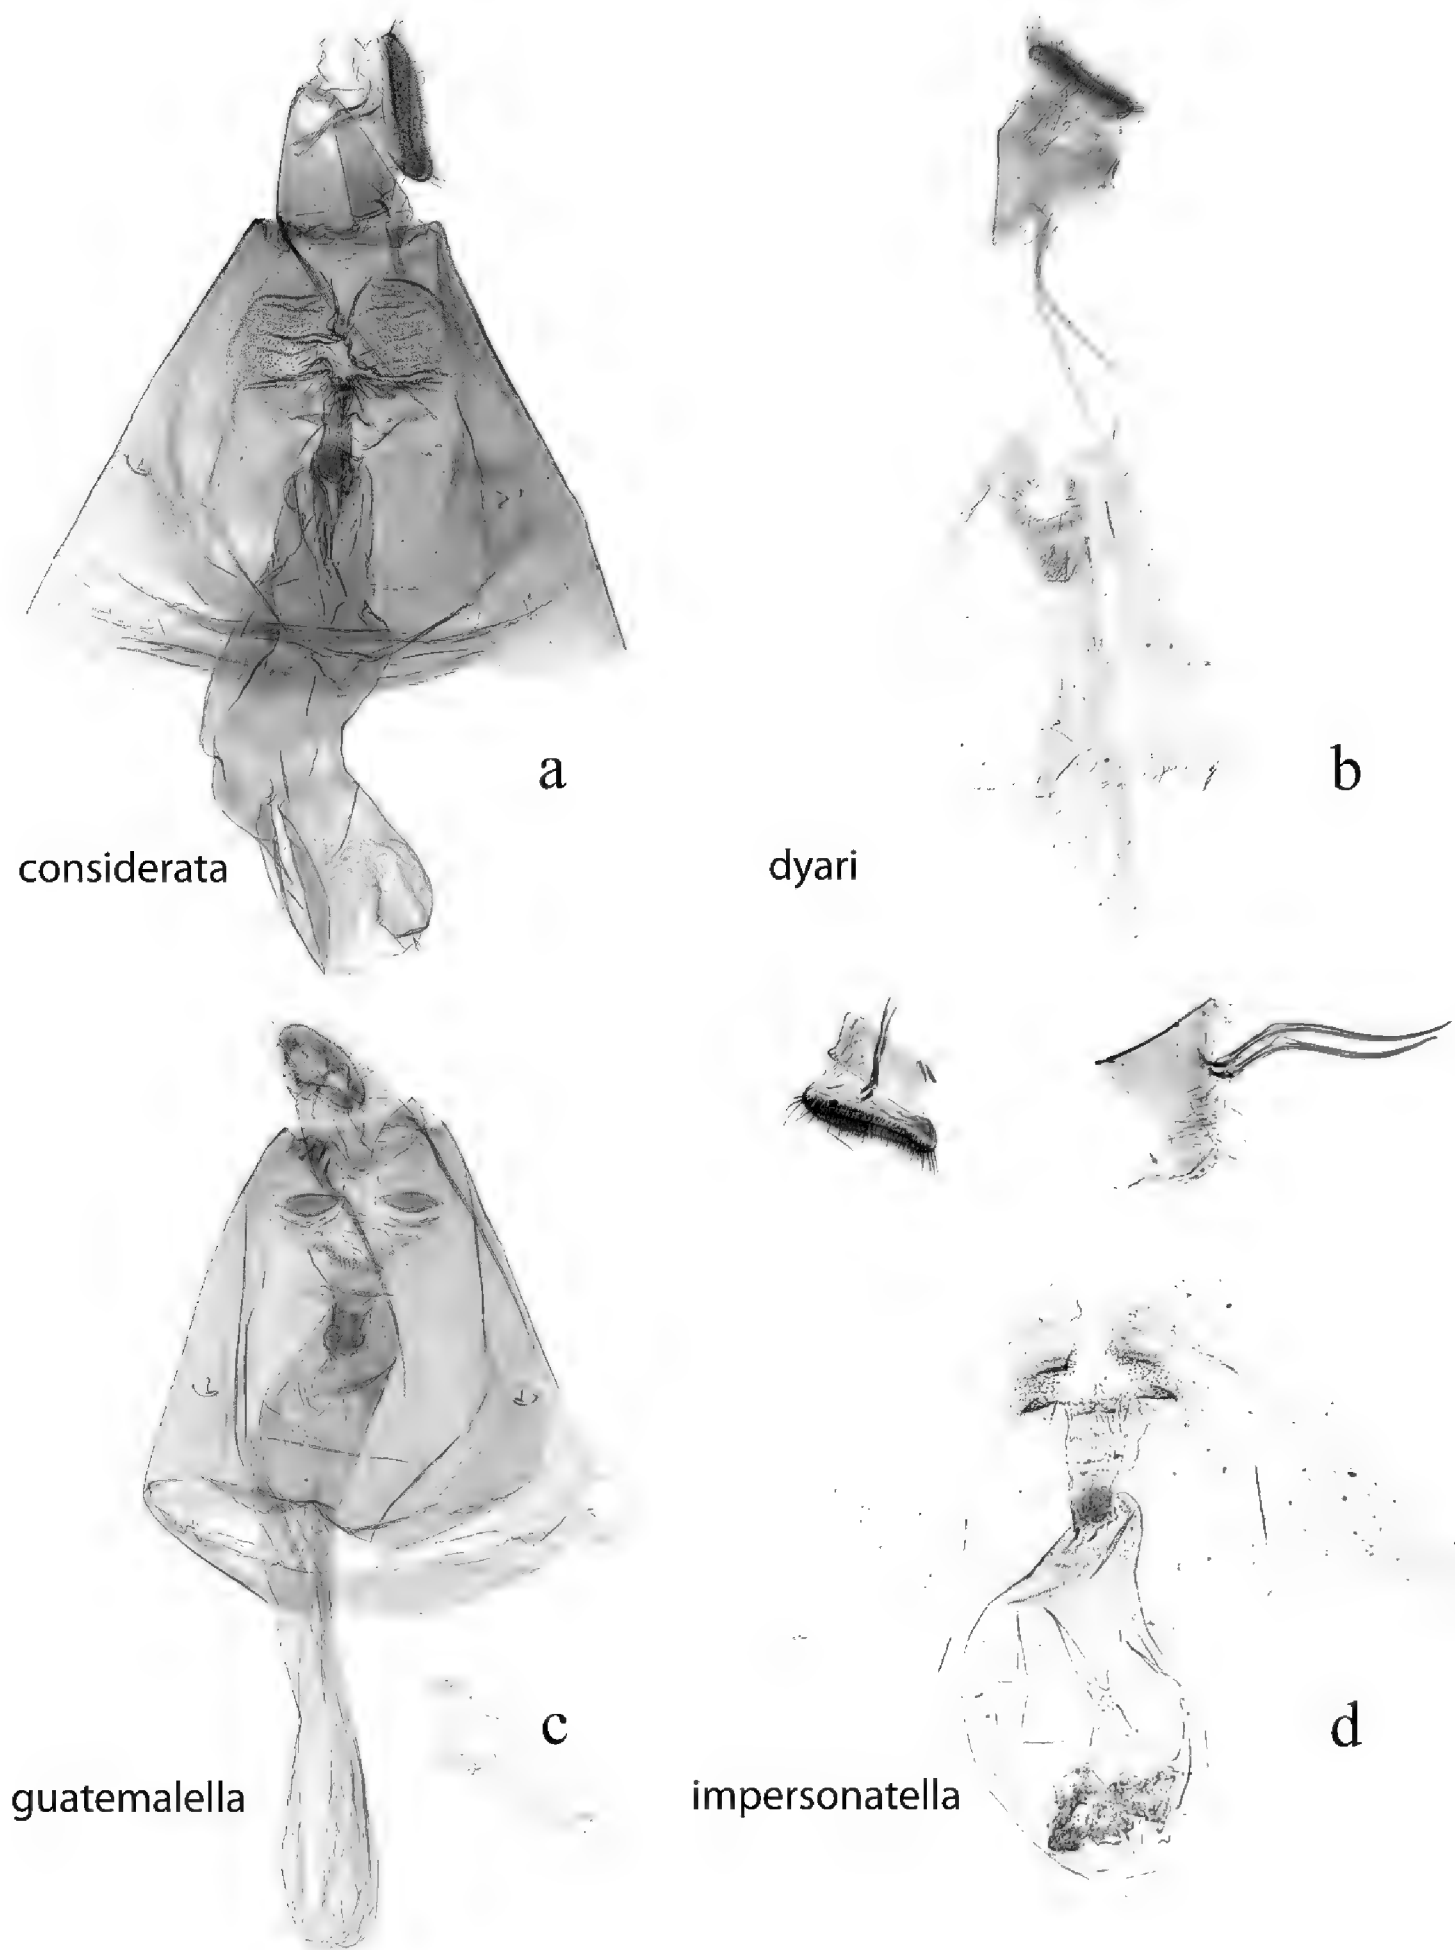 a
b
considerata
dyari
c
d
guatemalella
impersonatella